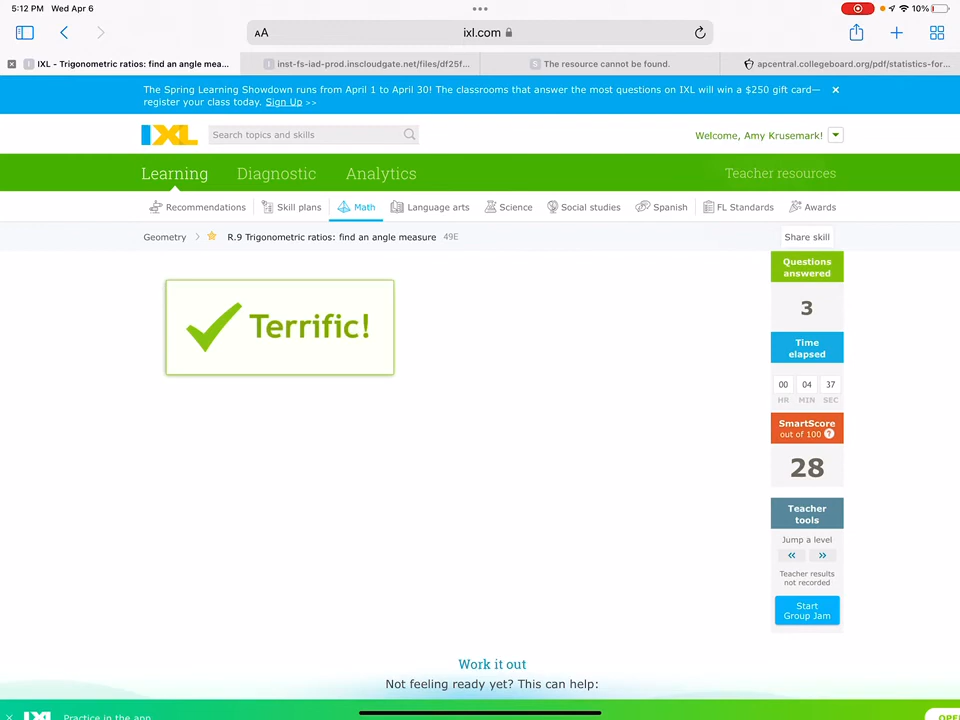 5:12 PM Wed Apr 6
10%
AA
ixl.com
IXL - Trigonometric ratios: find an angle mea...
inst-fs-iad-prod.inscloudgate.net/files/df25f...
The resource cannot be found.
apcentral.collegeboard.org/pdf/statistics-for...
The Spring Learning Showdown runs from April 1 to April 30! The classrooms that answer the most questions on IXL will win a $250 gift card—
register your class today. Sign Up >>
IXL
Search topics and skills
Welcome, Amy Krusemark!
Learning
Diagnostic
Analytics
Teacher resources
Recommendations
Skill plans
Math
Language arts
Science
Social studies
Spanish
FL Standards
Awards
Geometry
R.9 Trigonometric ratios: find an angle measure 49E
Share skill
Terrific!
Questions
answered
3
Time
elapsed
00 04 37
HR MIN SEC
SmartScore
out of 100 ?
28
Teacher
tools
Jump a level
« »
Teacher results
not recorded
Start
Group Jam
Work it out
Not feeling ready yet? This can help:
IXL
Practice in the app
OPE